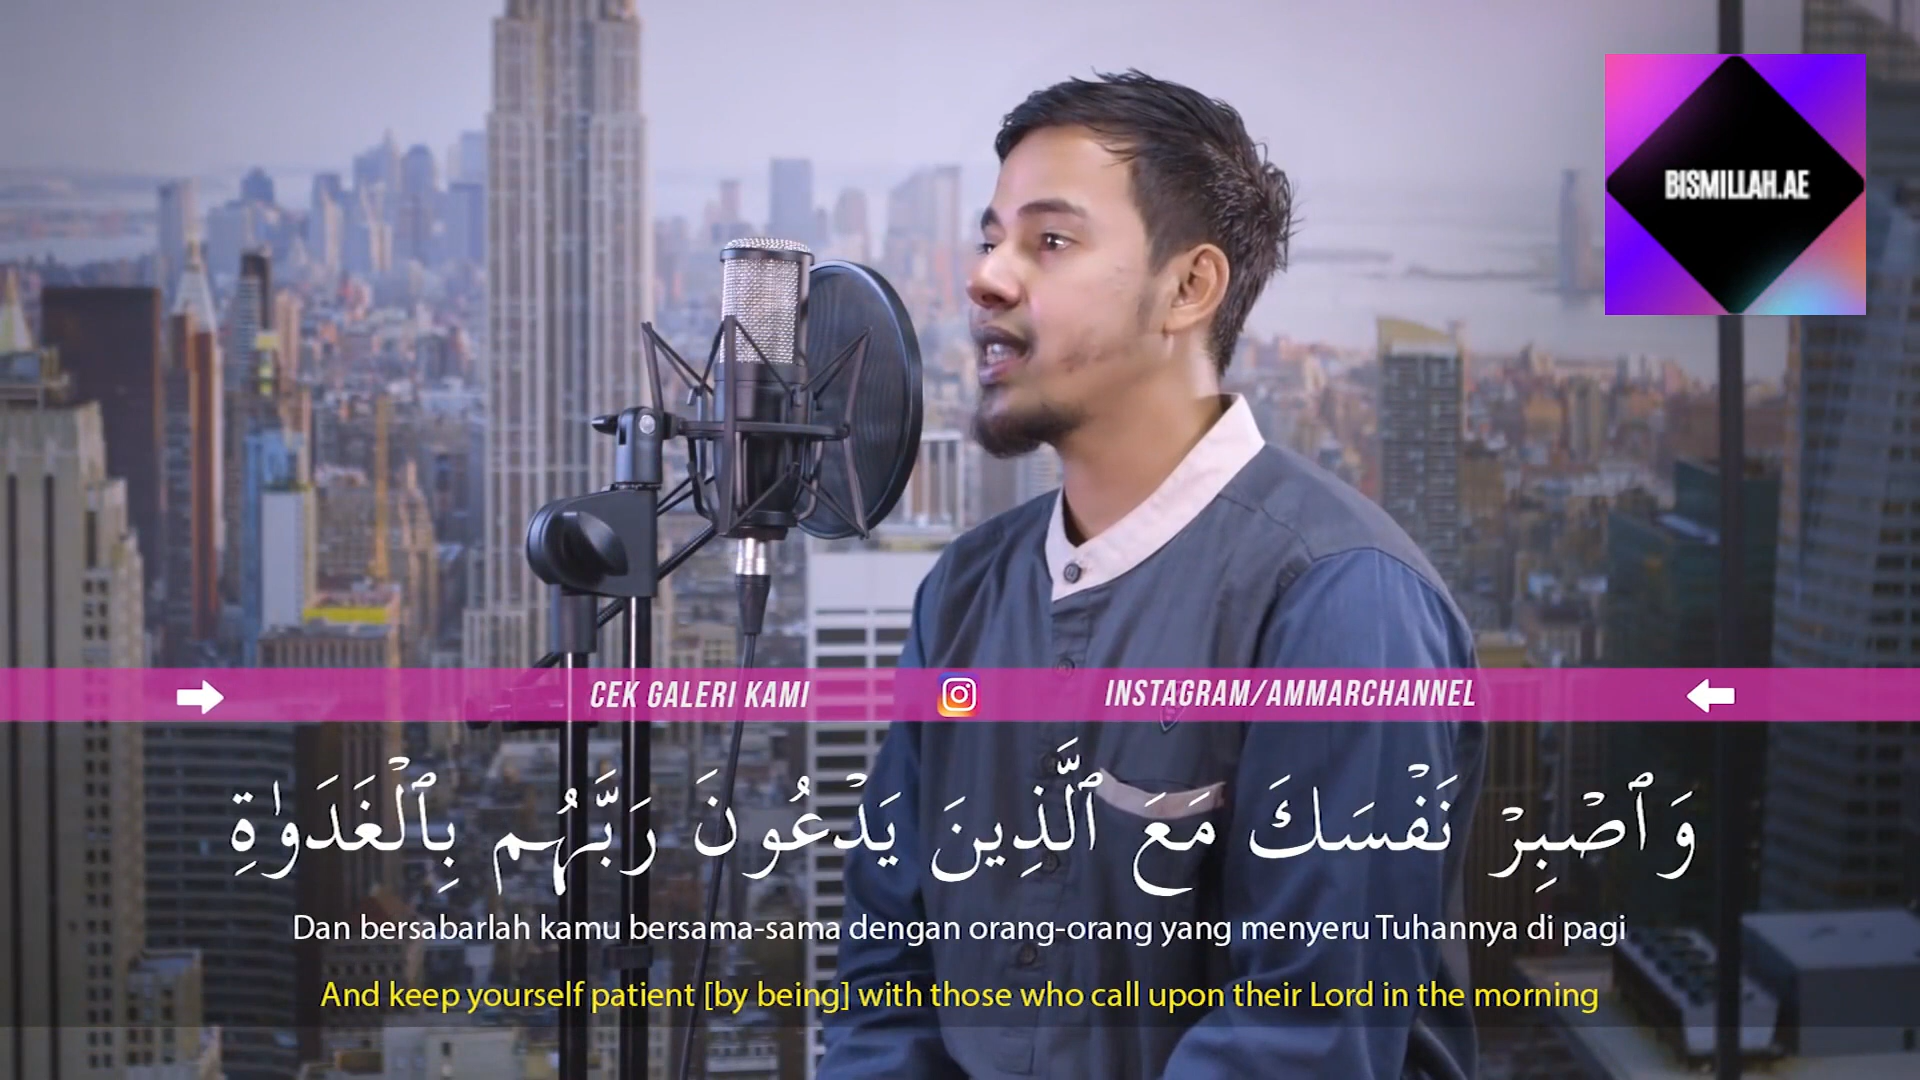 BISMILLAH.AE
CEK GALERI KAMI
INSTAGRAM/AMMARCHANNEL
وَٱصْبِرْ نَفْسَكَ مَعَ ٱلَّذِينَ يَدْعُونَ رَبَّهُم بِٱلْغَدَوٰةِ
Dan bersabarlah kamu bersama-sama dengan orang-orang yang menyeru Tuhannya di pagi
And keep yourself patient [by being] with those who call upon their Lord in the morning